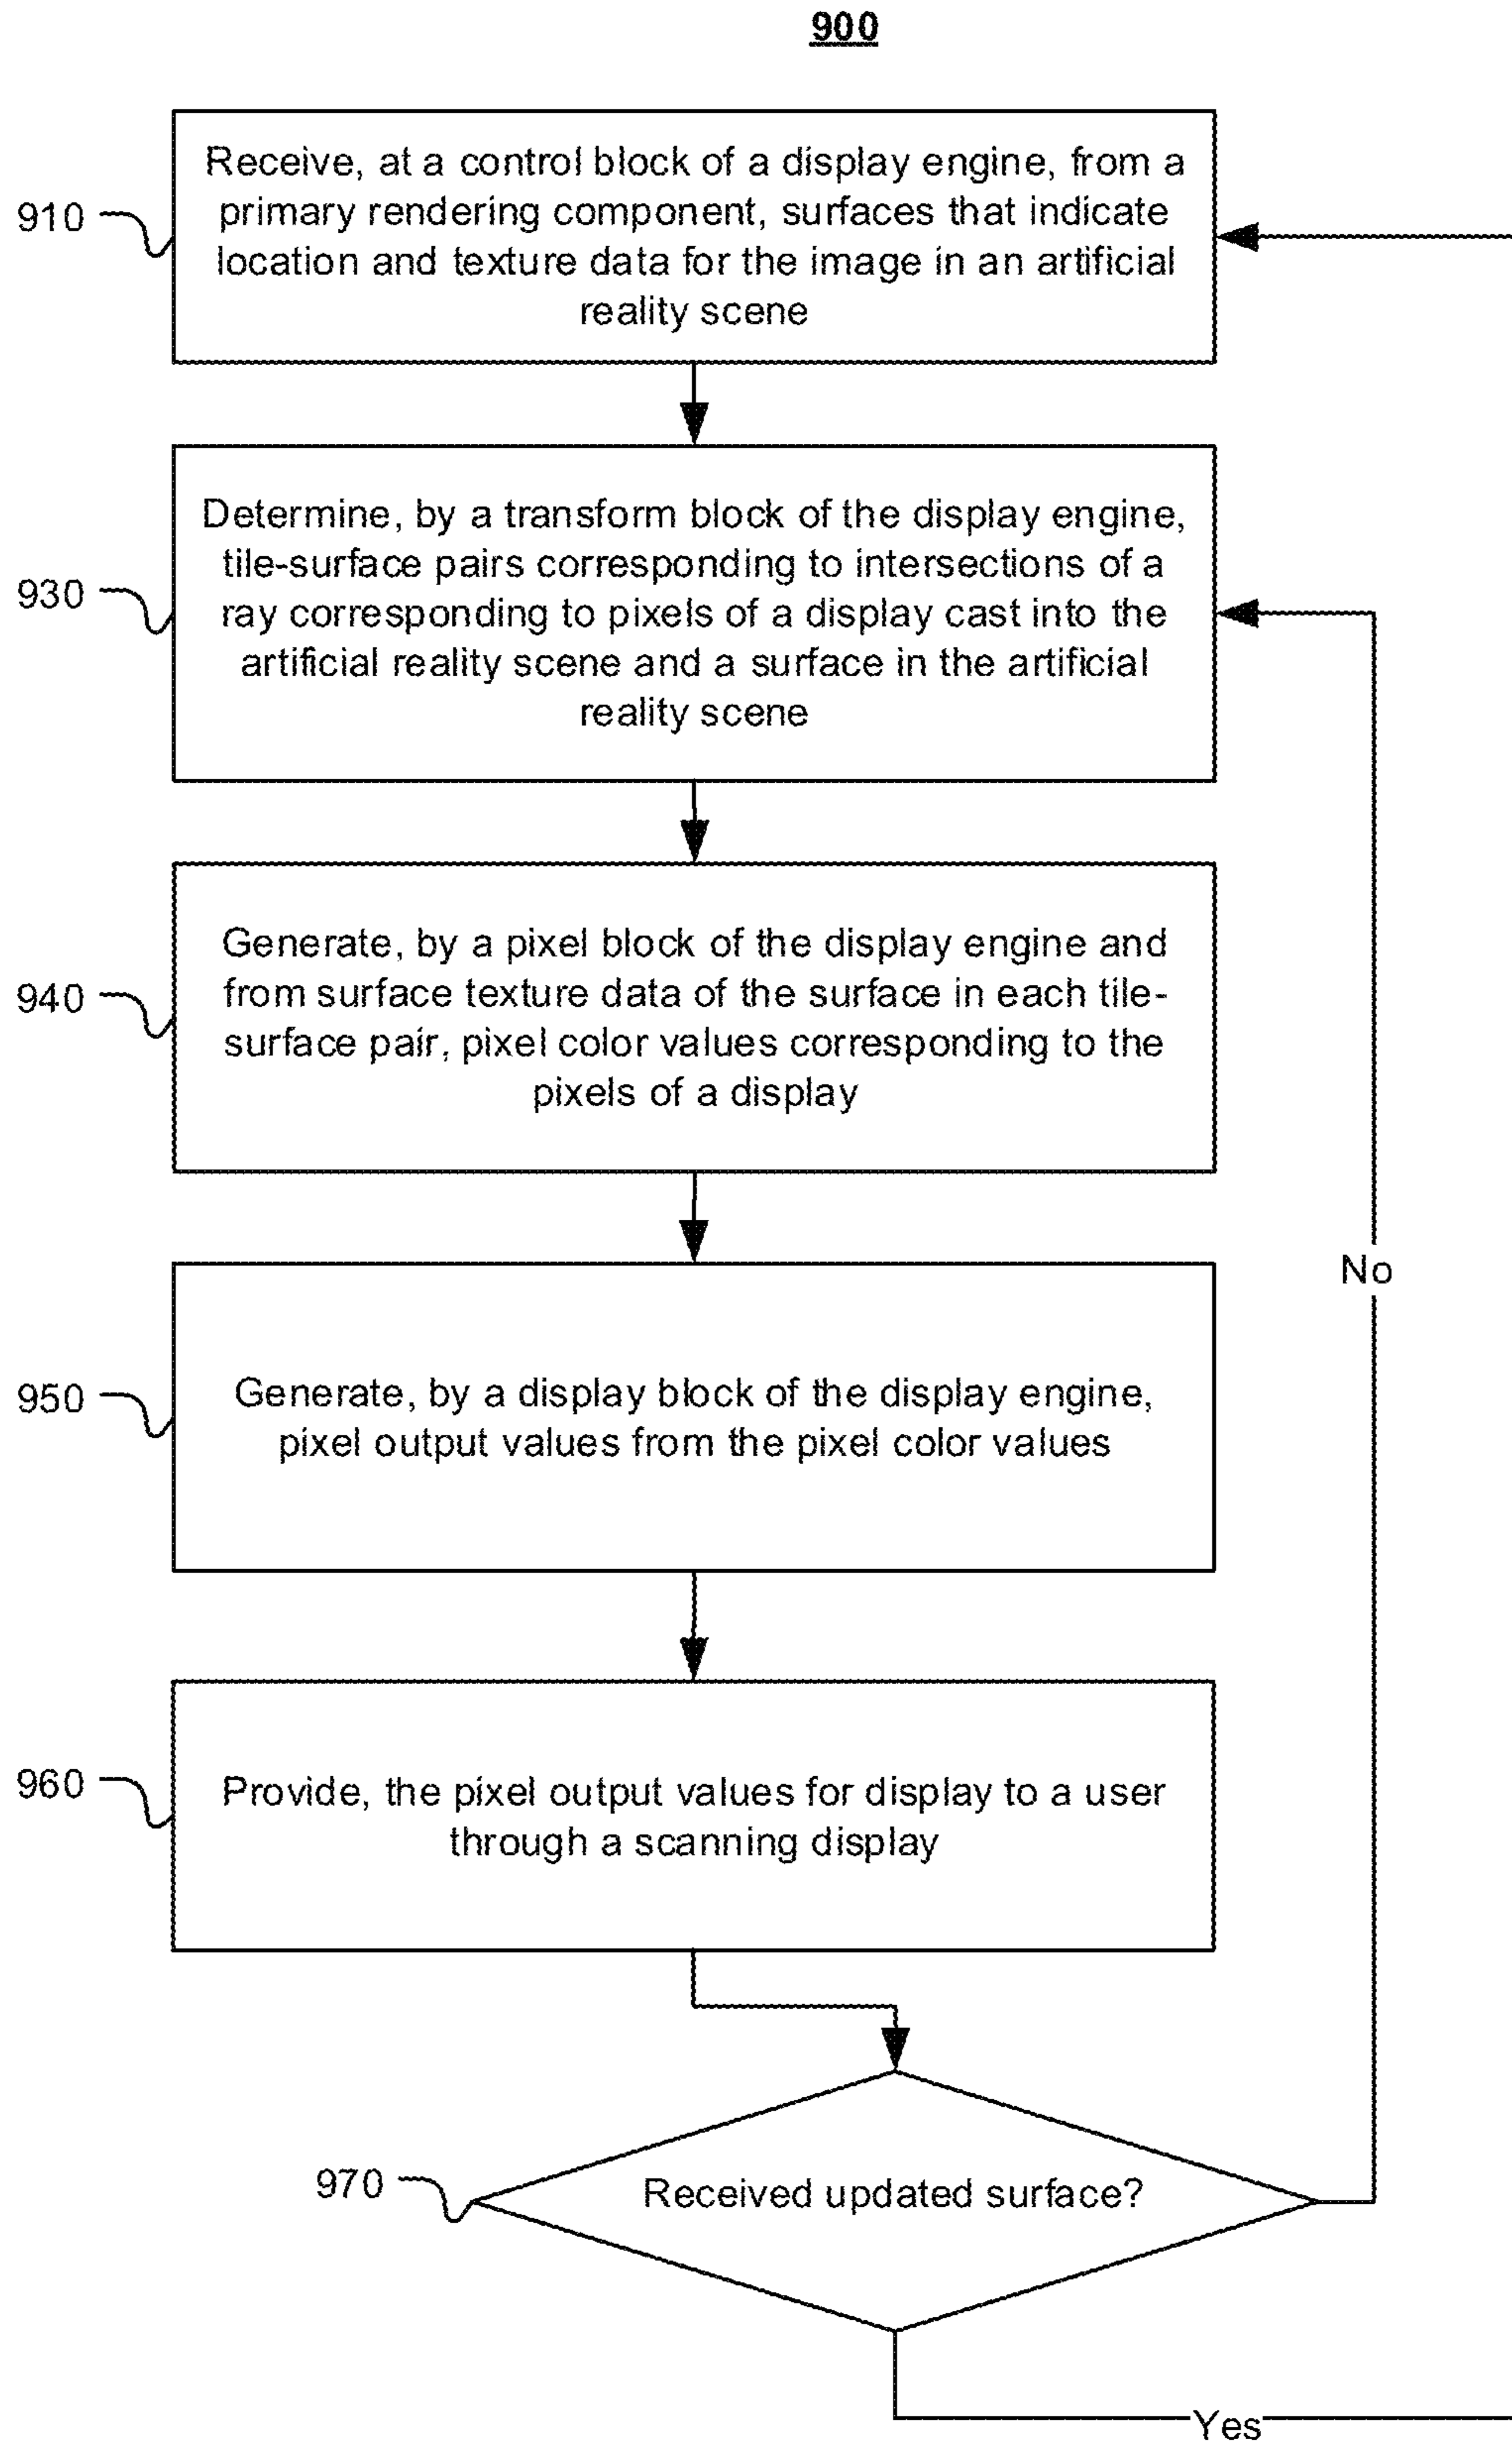 900
910
Receive, at a control block of a display engine, from a
primary rendering component, surfaces that indicate
location and texture data for the image in an artificial
reality scene
930
Determine, by a transform block of the display engine,
tile-surface pairs corresponding to intersections of a
ray corresponding to pixels of a display cast into the
artificial reality scene and a surface in the artificial
reality scene
940
Generate, by a pixel block of the display engine and
from surface texture data of the surface in each tile-
surface pair, pixel color values corresponding to the
pixels of a display
No
950
Generate, by a display block of the display engine,
pixel output values from the pixel color values
960
Provide, the pixel output values for display to a user
through a scanning display
970
Received updated surface?
Yes